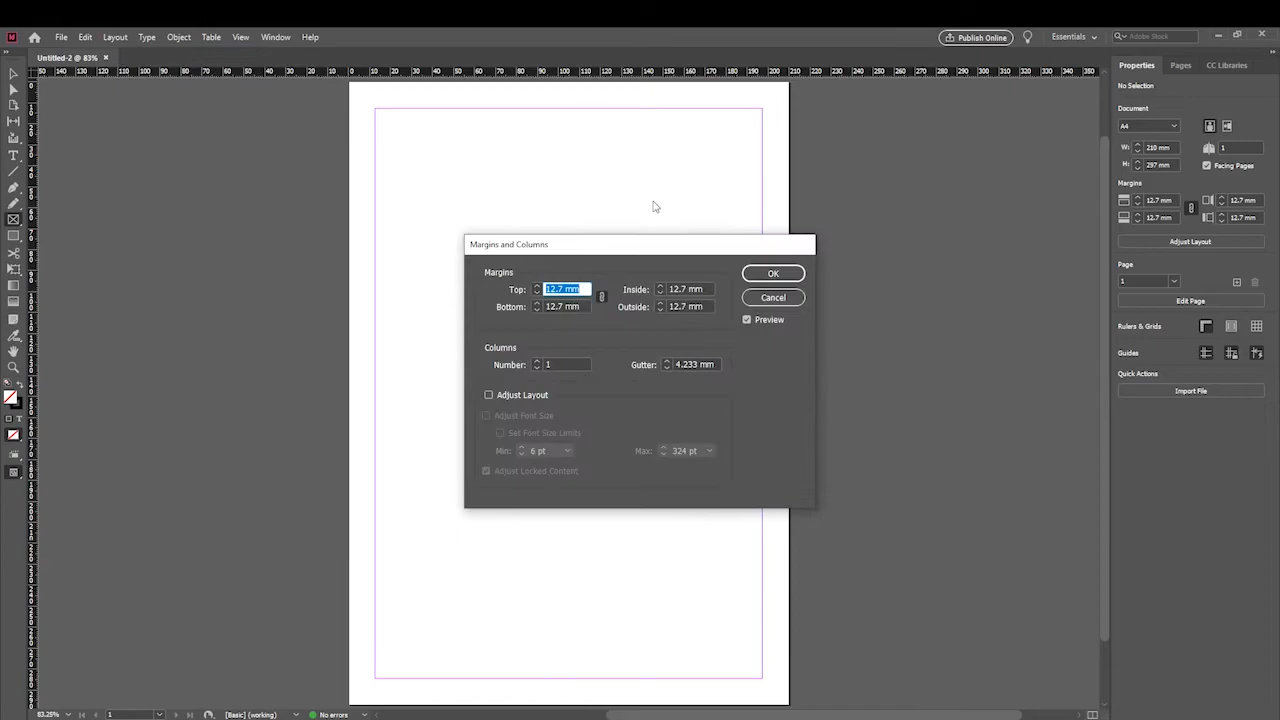 File Edit Layout Type Object Table View Window Help
Publish Online
Essentials
Adobe Stock
Untitled-2 @ 83%
Properties Pages CC Libraries
No Selection
Document
A4
W: 210 mm 1
H: 297 mm Facing Pages
Margins
12.7 mm 12.7 mm
12.7 mm 12.7 mm
Adjust Layout
Page
1
Edit Page
Rulers & Grids
Guides
Quick Actions
Import File
Margins and Columns
Margins
Top: 12.7 mm Inside: 12.7 mm
Bottom: 12.7 mm Outside: 12.7 mm
OK
Cancel
Preview
Columns
Number: 1 Gutter: 4.233 mm
Adjust Layout
Adjust Font Size
Set Font Size Limits
Min: 6 pt Max: 324 pt
Adjust Locked Content
83.25% 1 [Basic] (working) No errors